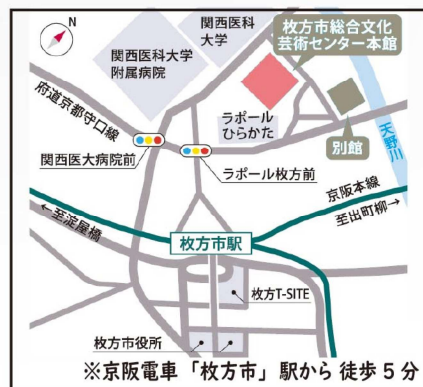 N
関西医科
大学
関西医科大学
附属病院
枚方市総合文化
芸術センター本館
府道京都守口線
ラポール
ひらかた
別館
天野川
関西医大病院前
ラポール枚方前
京阪本線
至出町柳→
←至淀屋橋
枚方市駅
枚方T-SITE
枚方市役所
※京阪電車「枚方市」駅から 徒歩5分